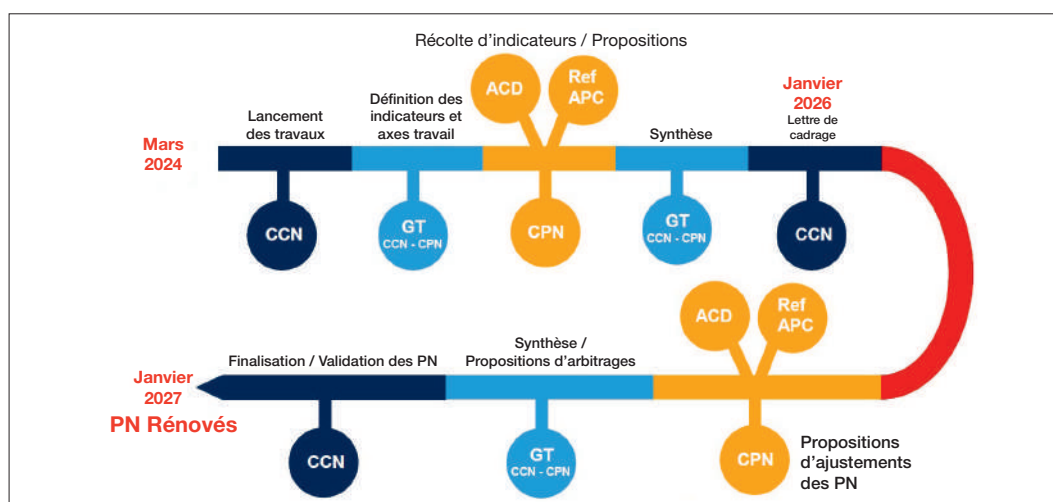 Récolte d'indicateurs / Propositions
ACD
Ref
APC
Janvier
2026
Lettre de
cadrage
Définition des
indicateurs et
axes travail
Lancement
des travaux
Synthèse
Mars
2024
CCN
GT
CCN - CPN
CPN
GT
CCN - CPN
CCN
ACD
Ref
APC
Synthèse /
Propositions d'arbitrages
Finalisation / Validation des PN
Janvier
2027
PN Rénovés
CCN
GT
CCN - CPN
CPN
Propositions
d'ajustements
des PN